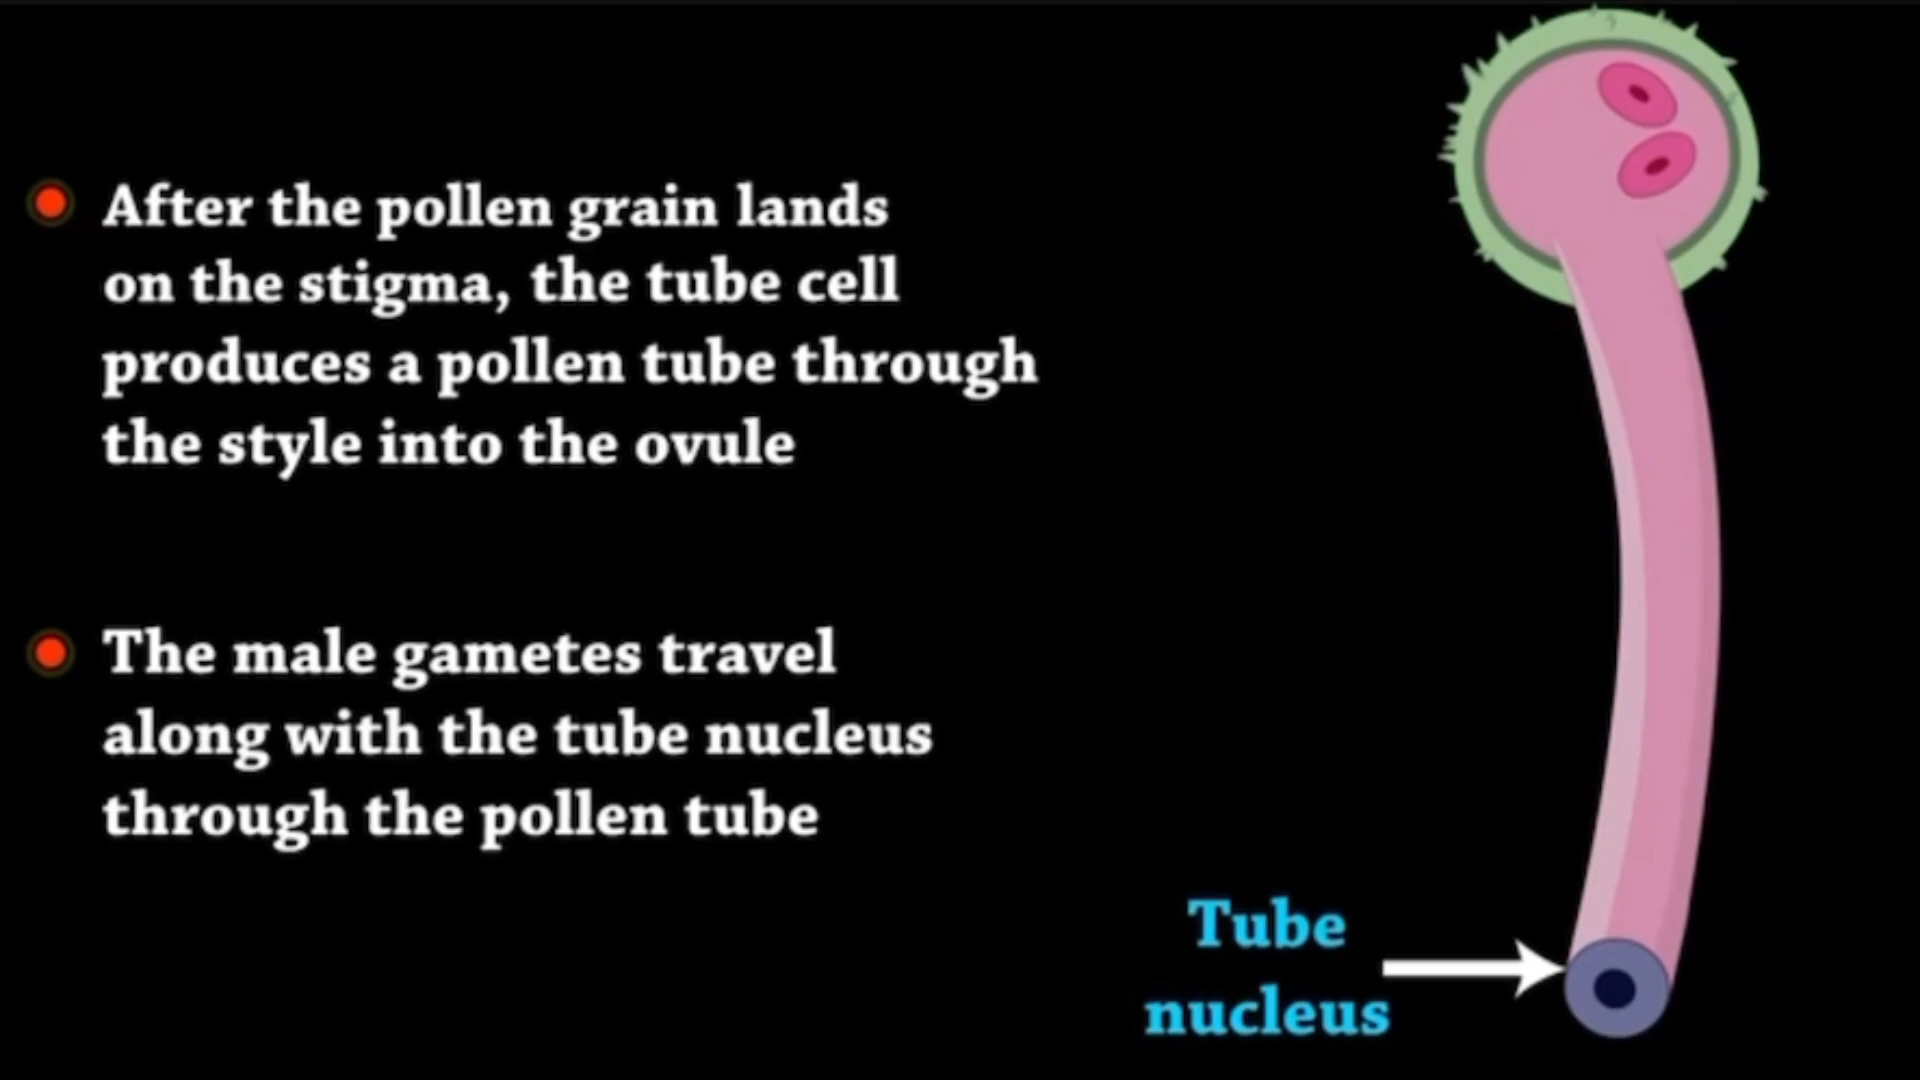 After the pollen grain lands
on the stigma, the tube cell
produces a pollen tube through
the style into the ovule
The male gametes travel
along with the tube nucleus
through the pollen tube
Tube
nucleus